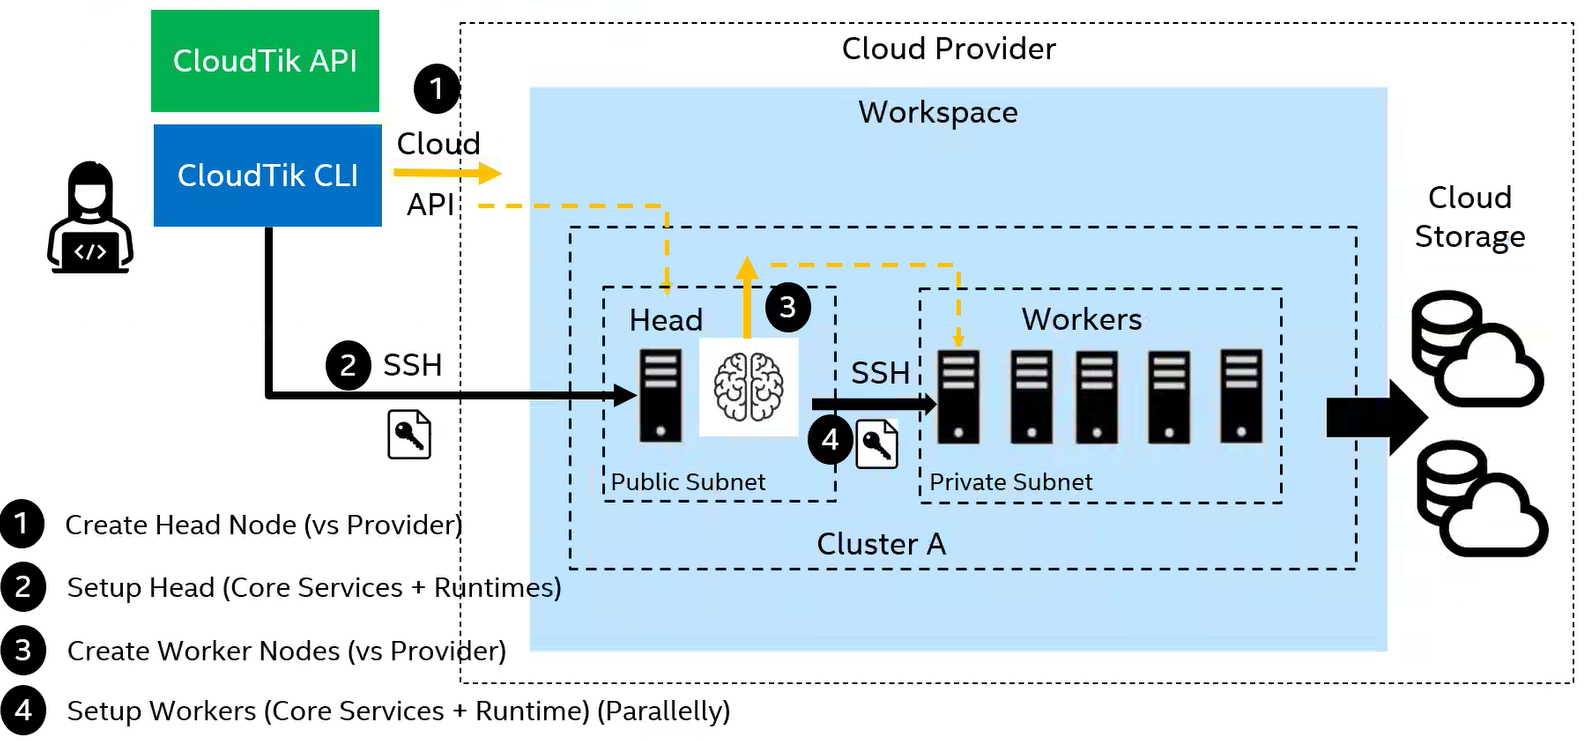 CloudTik API
CloudTik CLI
</>
1
Cloud
API
Cloud Provider
Workspace
Cloud
Storage
2 SSH
Head
3
Workers
SSH
4
Public Subnet
Private Subnet
Cluster A
1 Create Head Node (vs Provider)
2 Setup Head (Core Services + Runtimes)
3 Create Worker Nodes (vs Provider)
4 Setup Workers (Core Services + Runtime) (Parallelly)